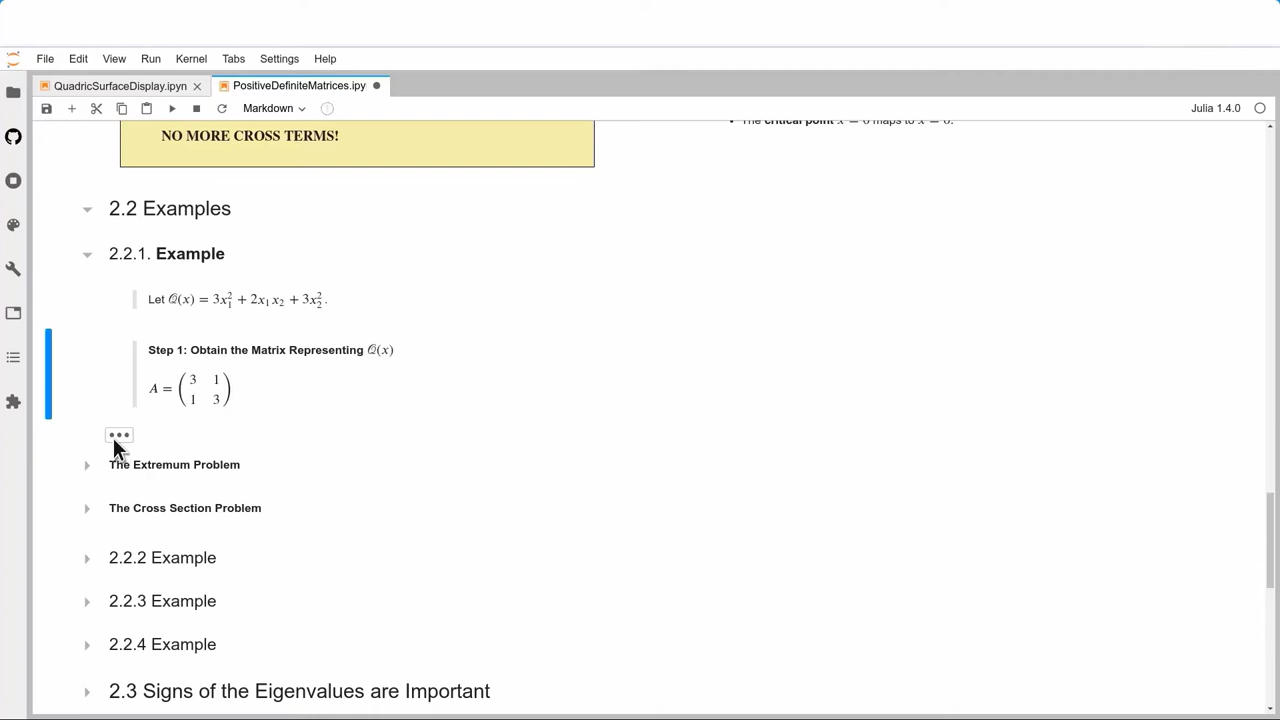 File Edit View Run Kernel Tabs Settings Help
QuadricSurfaceDisplay.ipyn PositiveDefiniteMatrices.ipy
Markdown Julia 1.4.0
NO MORE CROSS TERMS!
2.2 Examples
2.2.1. Example
Let 𝒬(x) = 3x₁² + 2x₁x₂ + 3x₂².
Step 1: Obtain the Matrix Representing 𝒬(x)
A = ( 3 1
1 3 )
The Extremum Problem
The Cross Section Problem
2.2.2 Example
2.2.3 Example
2.2.4 Example
2.3 Signs of the Eigenvalues are Important